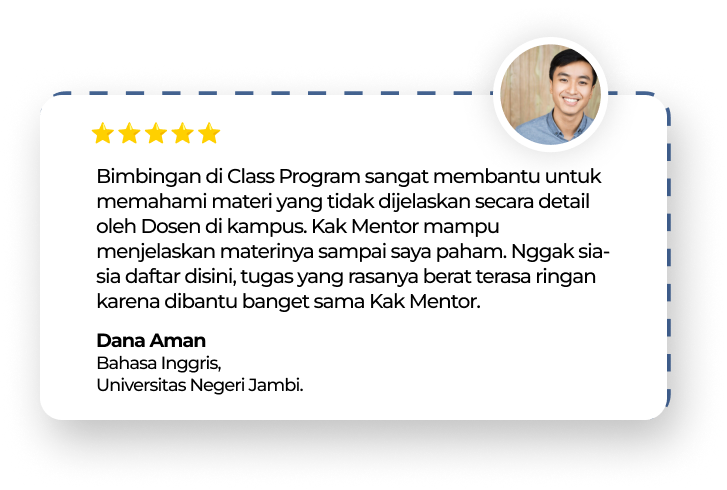 Bimbingan di Class Program sangat membantu untuk
memahami materi yang tidak dijelaskan secara detail
oleh Dosen di kampus. Kak Mentor mampu
menjelaskan materinya sampai saya paham. Nggak sia-
sia daftar disini, tugas yang rasanya berat terasa ringan
karena dibantu banget sama Kak Mentor.
Dana Aman
Bahasa Inggris,
Universitas Negeri Jambi.